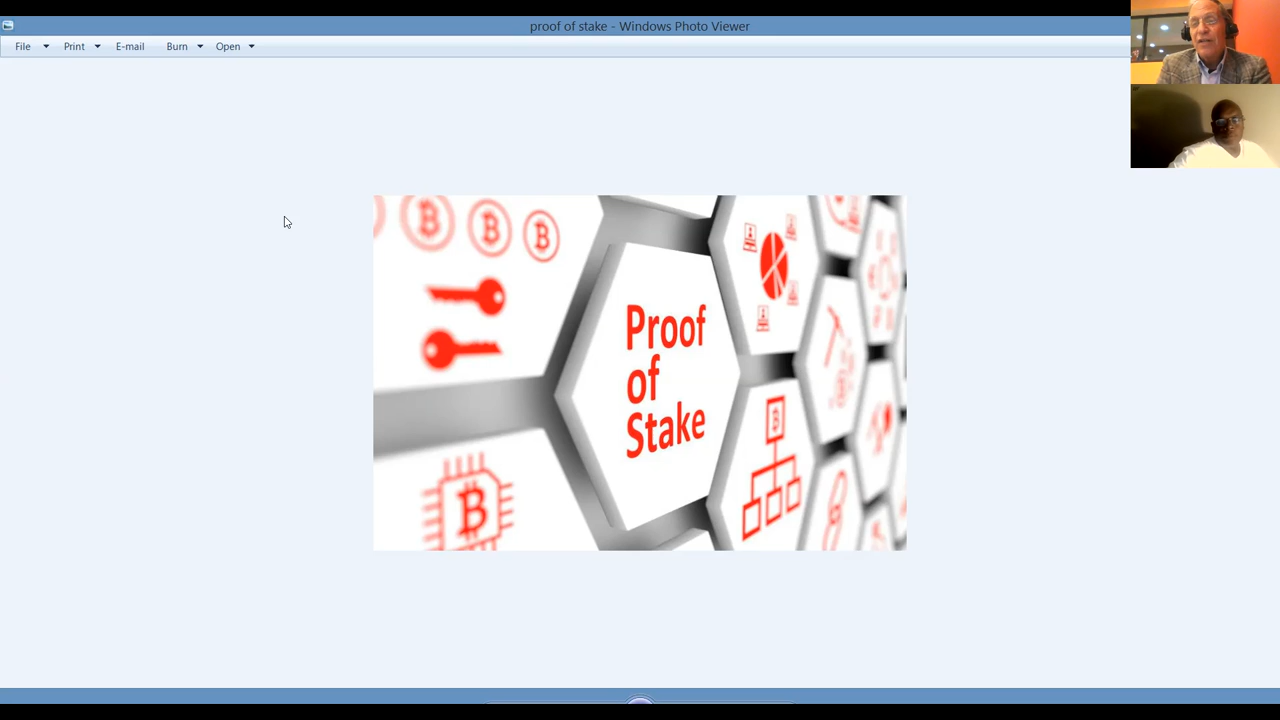 proof of stake - Windows Photo Viewer
File Print E-mail Burn Open
Proof
of
Stake